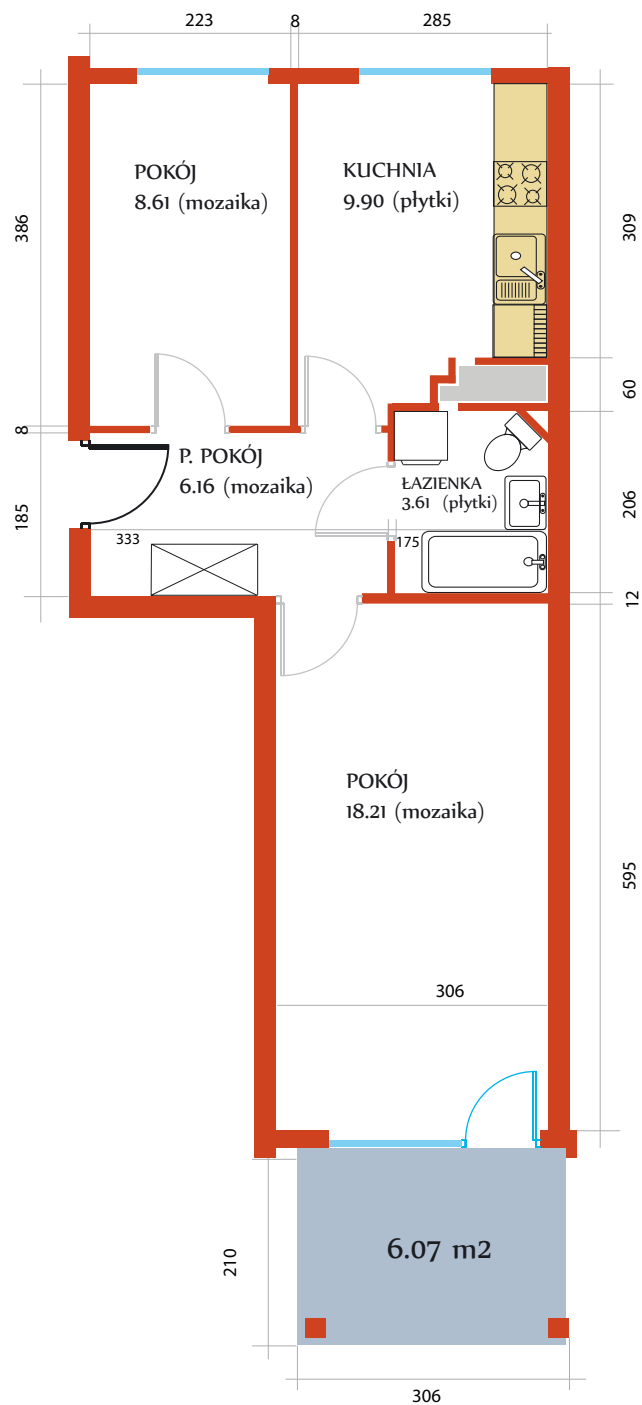 223
8
285
POKÓJ
8.61 (mozaika)
KUCHNIA
9.90 (płytki)
386
309
60
8
P. POKÓJ
6.16 (mozaika)
ŁAZIENKA
3.61 (płytki)
185
206
333
175
12
POKÓJ
18.21 (mozaika)
595
306
6.07 m2
210
306